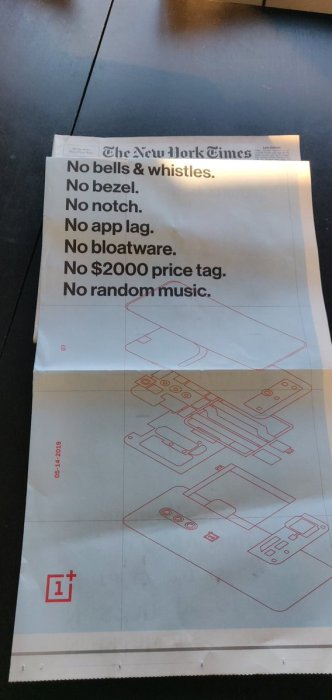 The New York Times
No bells & whistles.
No bezel.
No notch.
No app lag.
No bloatware.
No $2000 price tag.
No random music.
05-14-2019
1+